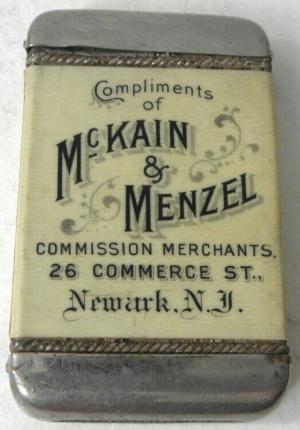 Compliments
of
McKAIN
&
MENZEL
COMMISSION MERCHANTS,
26 COMMERCE ST.,
Newark, N.J.